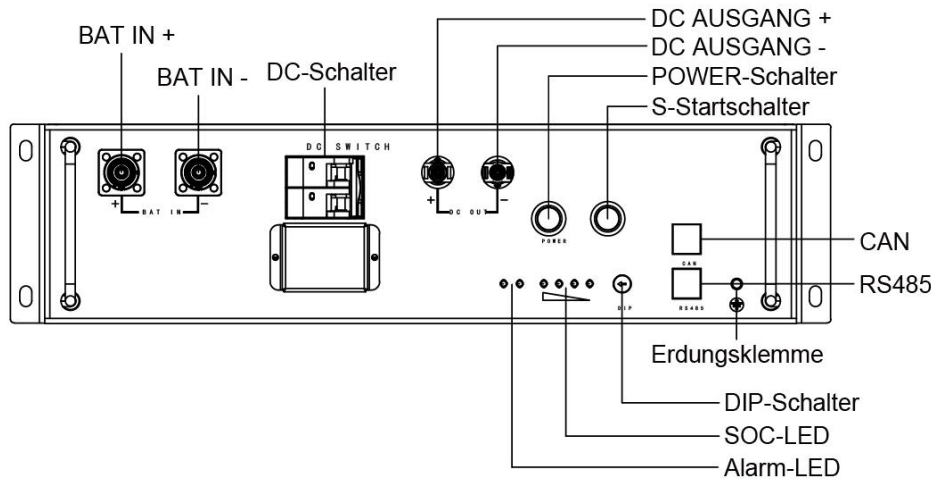 DC AUSGANG +
DC AUSGANG -
BAT IN +
POWER-Schalter
BAT IN -
DC-Schalter
S-Startschalter
DC SWITCH
+ BAT IN −
+ DC OUT −
POWER
CAN
CAN
RS485
DIP
RS485
Erdungsklemme
DIP-Schalter
SOC-LED
Alarm-LED